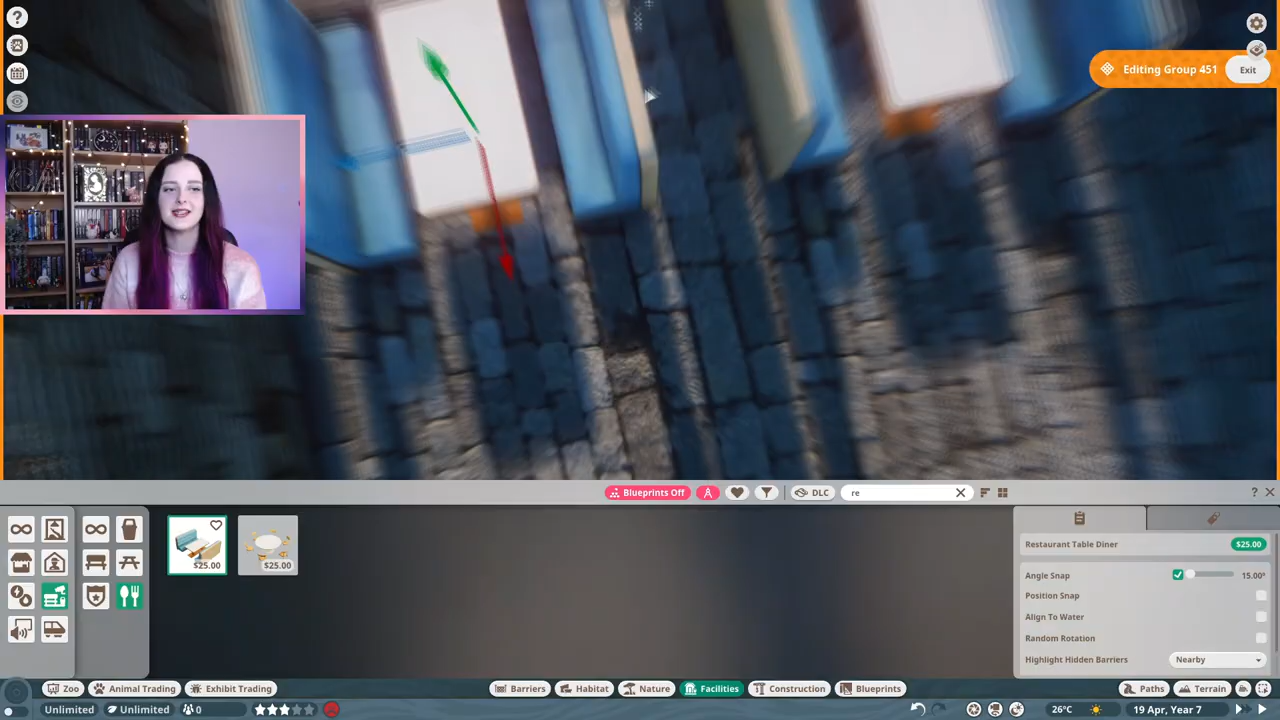 ?
Editing Group 451
Exit
Blueprints Off
DLC
re
?
$25.00
$25.00
Restaurant Table Diner
$25.00
Angle Snap
15.00°
Position Snap
Align To Water
Random Rotation
Highlight Hidden Barriers
Nearby
Zoo
Animal Trading
Exhibit Trading
Barriers
Habitat
Nature
Facilities
Construction
Blueprints
Paths
Terrain
Unlimited
Unlimited
0
26°C
19 Apr, Year 7